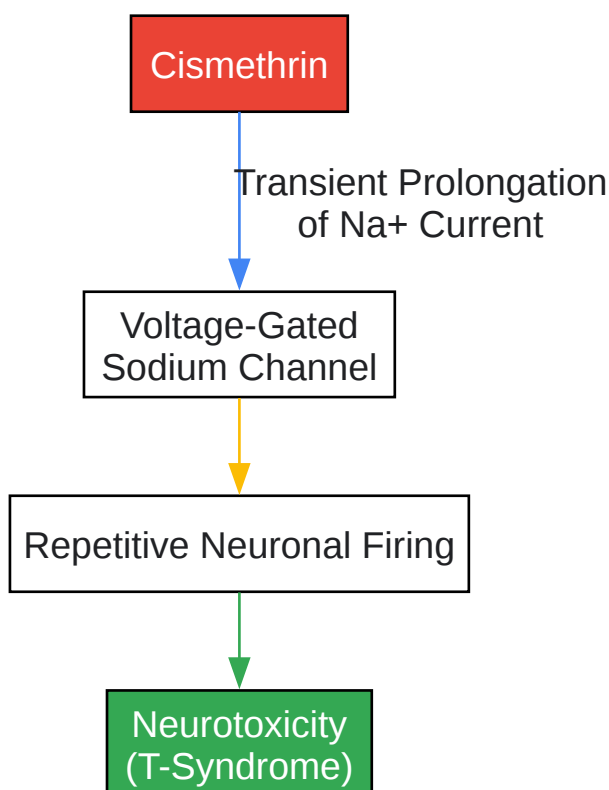 Cismethrin
Transient Prolongation
of Na+ Current
Voltage-Gated
Sodium Channel
Repetitive Neuronal Firing
Neurotoxicity
(T-Syndrome)